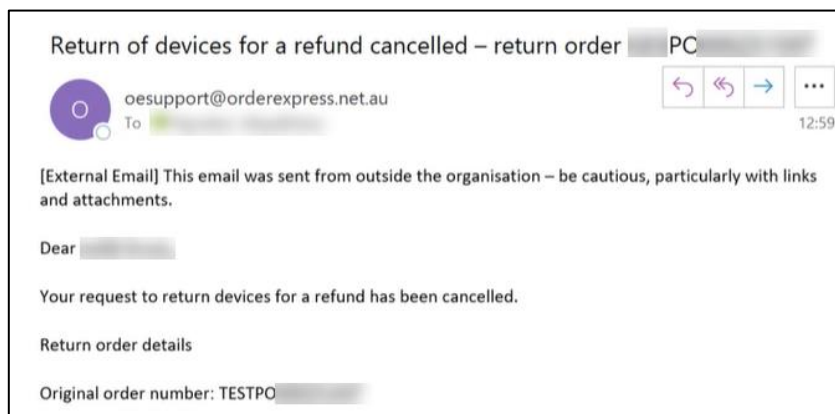 Return of devices for a refund cancelled – return order PO
O
oesupport@orderexpress.net.au
To
12:59
[External Email] This email was sent from outside the organisation – be cautious, particularly with links
and attachments.
Dear
Your request to return devices for a refund has been cancelled.
Return order details
Original order number: TESTPO